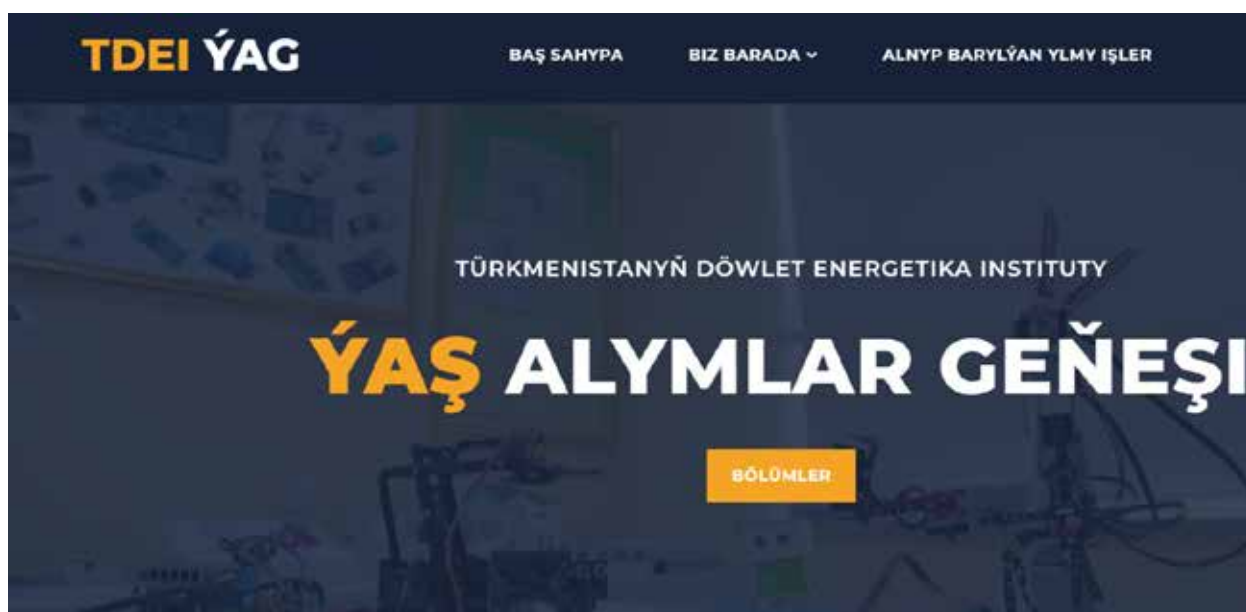 TDEI ÝAG
BAŞ SAHYPA BIZ BARADA ALNYP BARYLÝAN YLMY IŞLER
TÜRKMENISTANYŇ DÖWLET ENERGETIKA INSTITUTY
ÝAŞ ALYMLAR GEŇEŞI
BÖLÜMLER